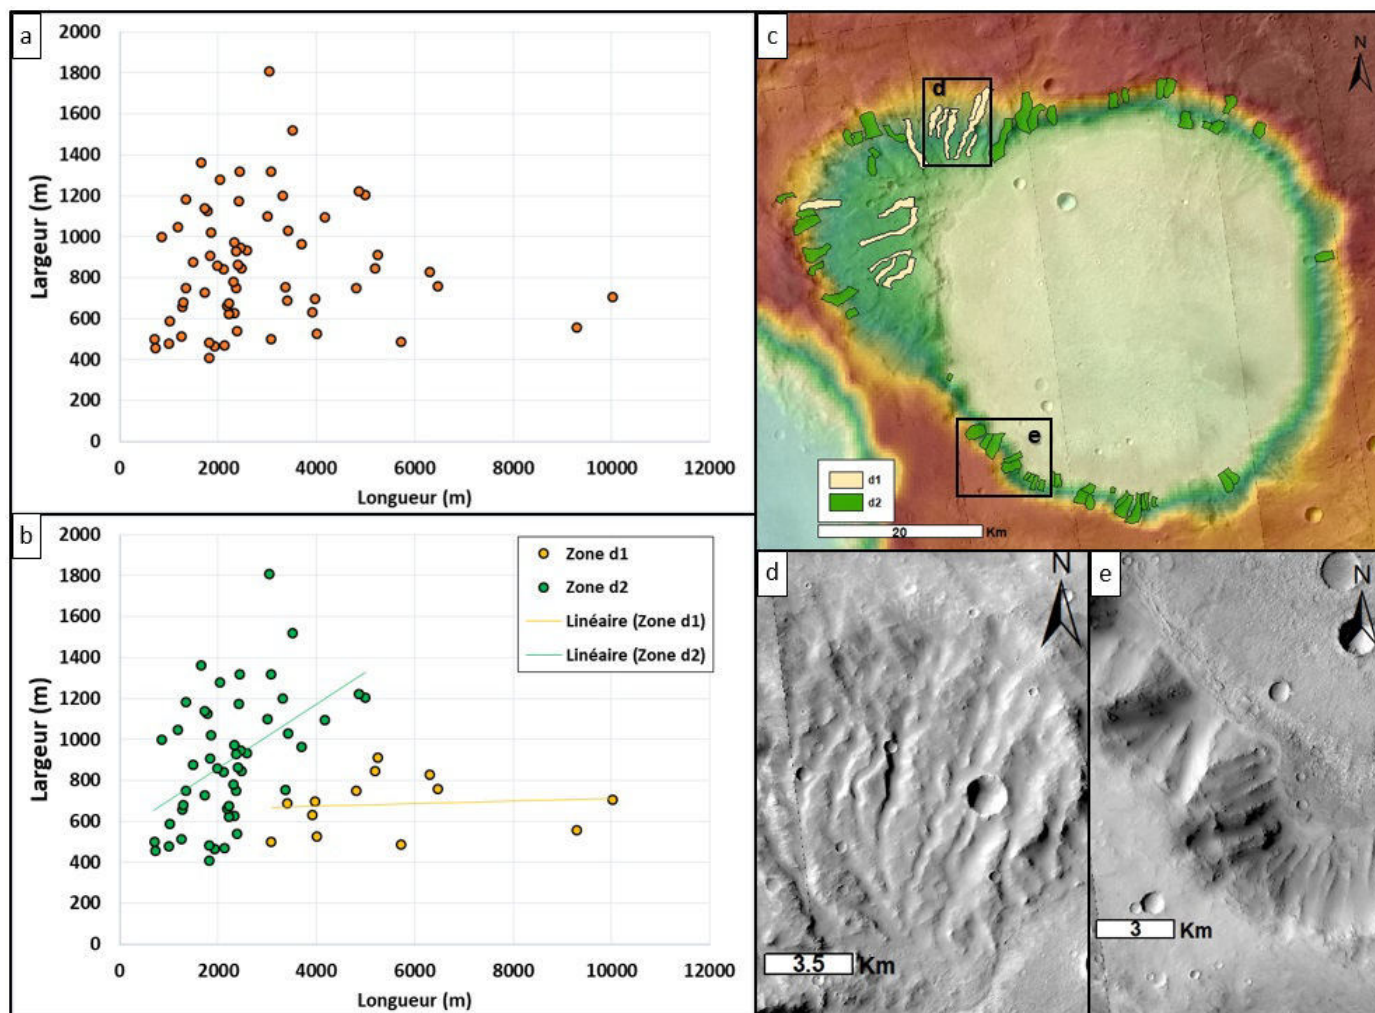 a
2000
1800
1600
1400
1200
1000
800
600
400
200
0
Largeur (m)
0 2000 4000 6000 8000 10000 12000
Longueur (m)
b
2000
1800
1600
1400
1200
1000
800
600
400
200
0
Largeur (m)
Zone d1
Zone d2
Linéaire (Zone d1)
Linéaire (Zone d2)
0 2000 4000 6000 8000 10000 12000
Longueur (m)
c
N
d
e
d1
d2
20 Km
d
N
3.5 Km
e
N
3 Km